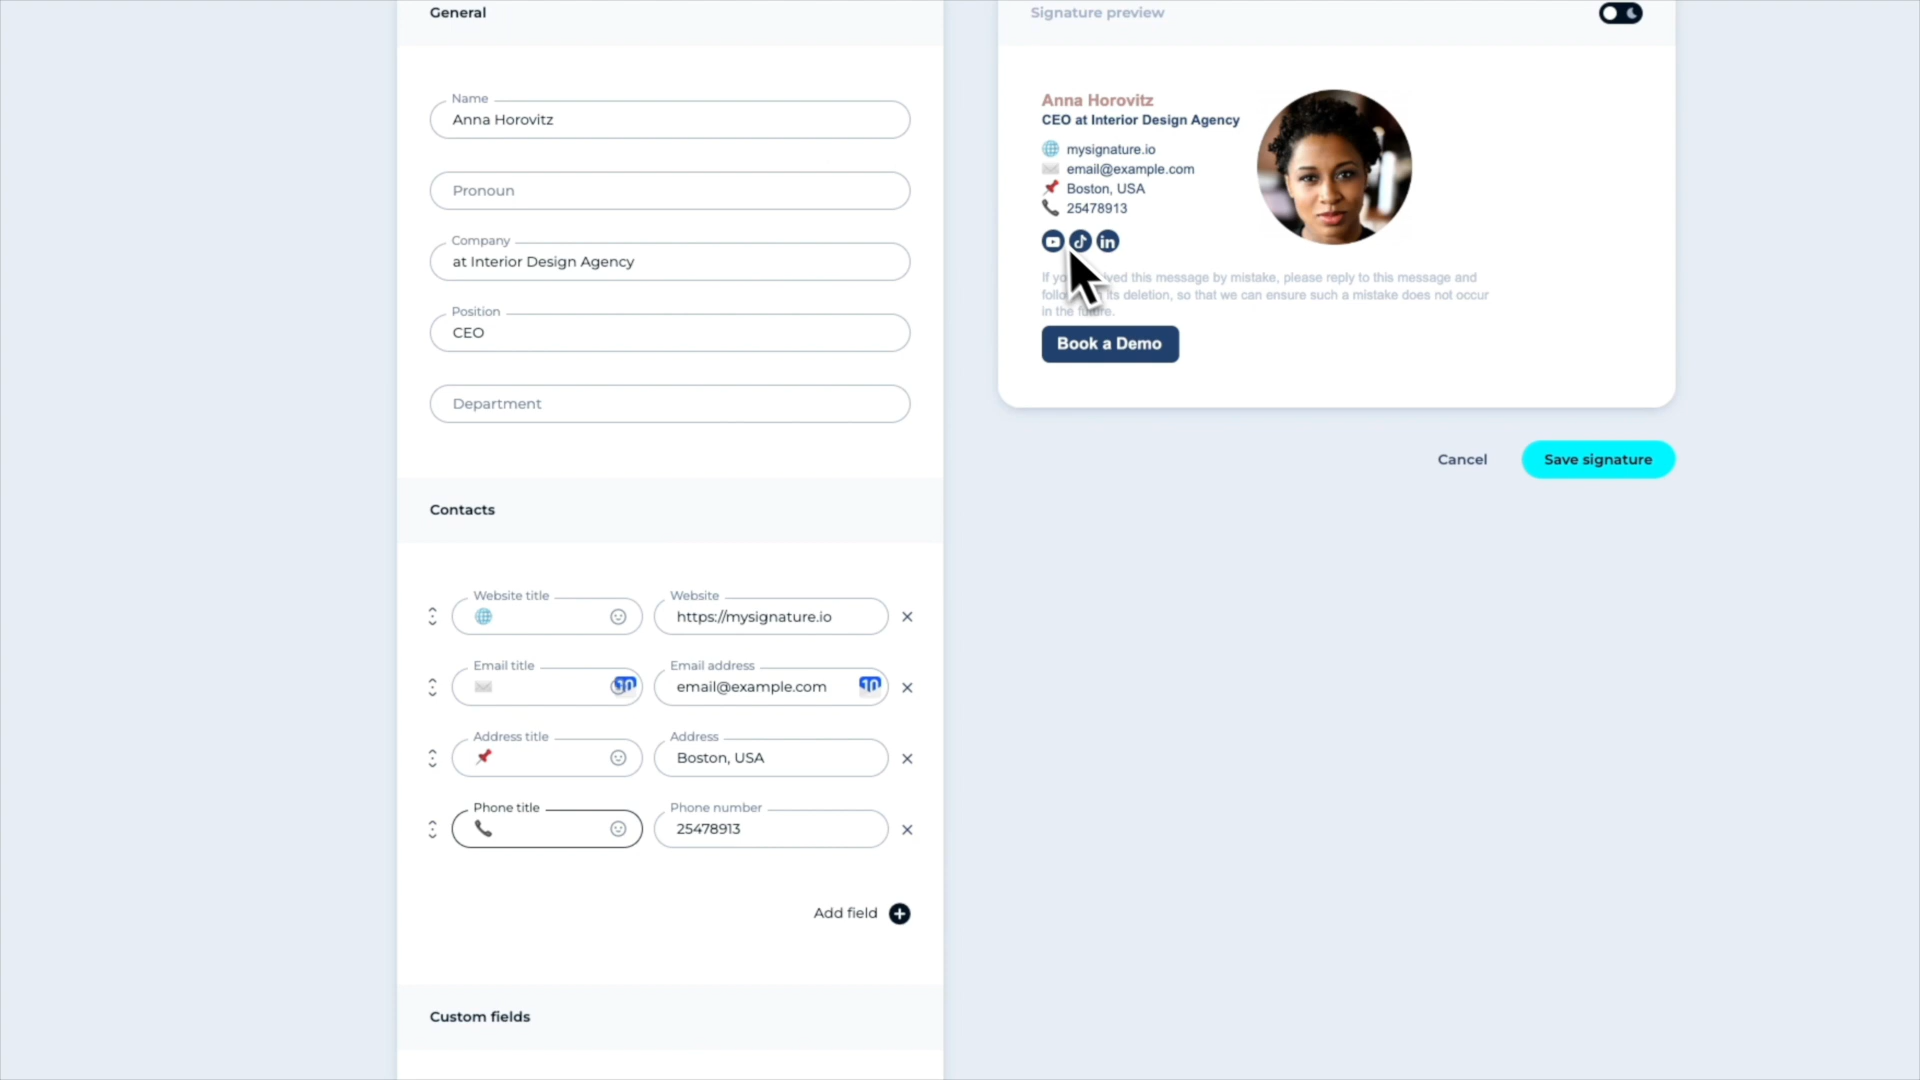 General
Name
Anna Horovitz
Pronoun
Company
at Interior Design Agency
Position
CEO
Department
Contacts
Website title
Website
https://mysignature.io
Email title
Email address
email@example.com
Address title
Address
Boston, USA
Phone title
Phone number
25478913
Add field
Custom fields
Signature preview
Anna Horovitz
CEO at Interior Design Agency
mysignature.io
email@example.com
Boston, USA
25478913
in
If you ved this message by mistake, please reply to this message and
its deletion, so that we can ensure such a mistake does not occur
in the future.
Book a Demo
Cancel
Save signature